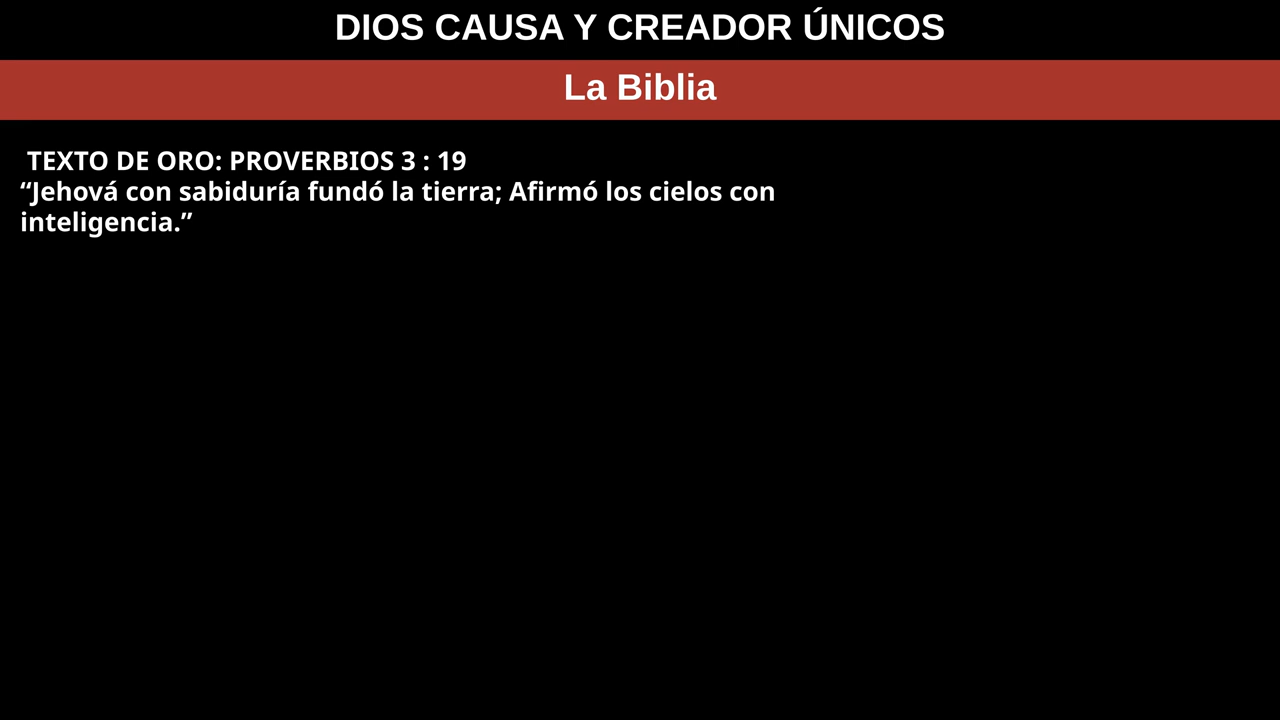 DIOS CAUSA Y CREADOR ÚNICOS
La Biblia
TEXTO DE ORO: PROVERBIOS 3 : 19
“Jehová con sabiduría fundó la tierra; Afirmó los cielos con
inteligencia.”